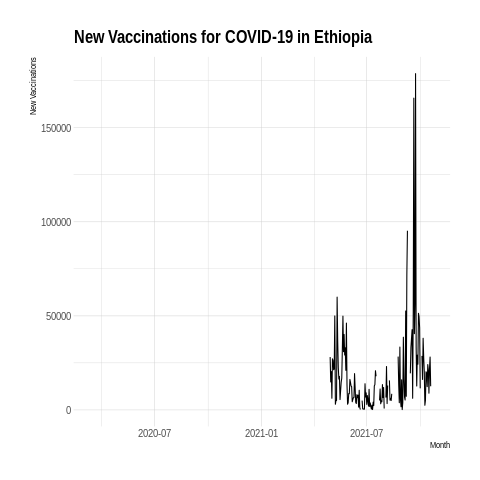 New Vaccinations for COVID-19 in Ethiopia
New Vaccinations
150000
100000
50000
0
2020-07 2021-01 2021-07
Month